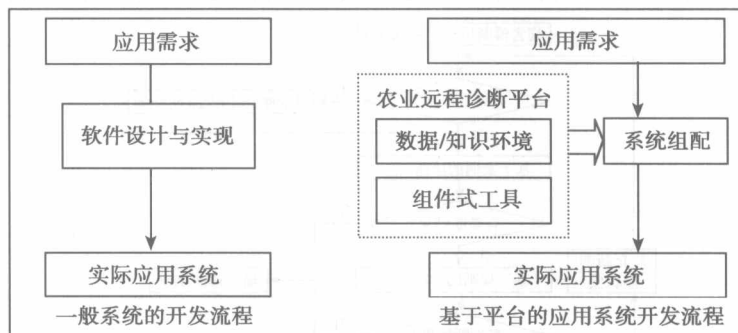 应用需求
软件设计与实现
实际应用系统
一般系统的开发流程
应用需求
农业远程诊断平台
数据/知识环境
组件式工具
系统组配
实际应用系统
基于平台的应用系统开发流程